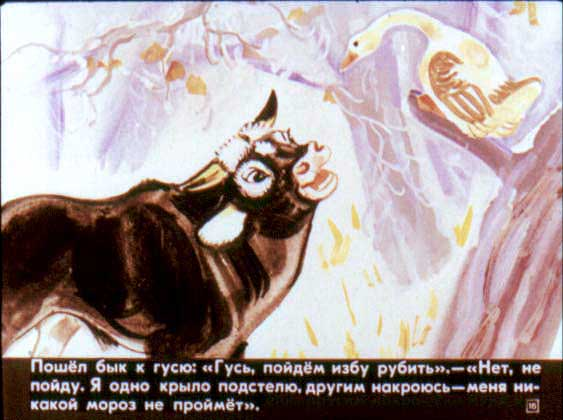 Пошёл бык к гусю: «Гусь, пойдём избу рубить».—«Нет, не
пойду. Я одно крыло подстелю, другим накроюсь—меня ни-
какой мороз не проймёт».
16